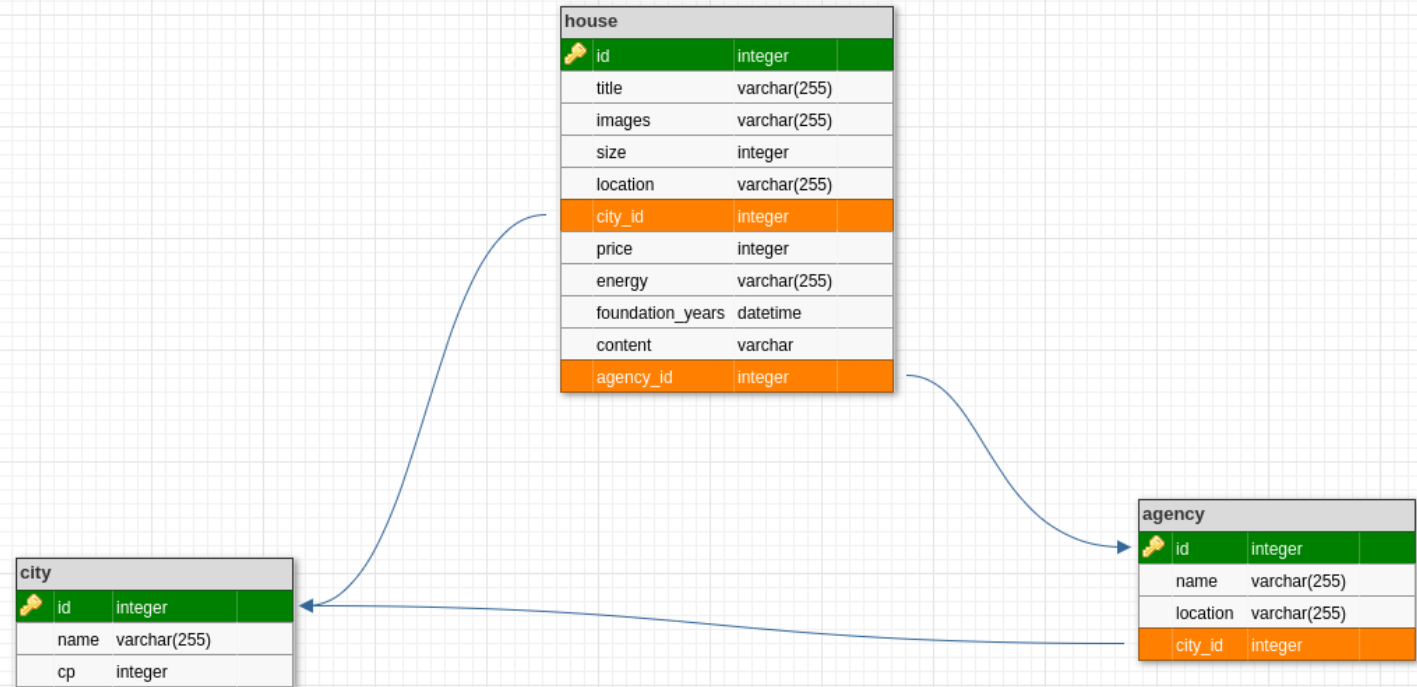 house
id integer
title varchar(255)
images varchar(255)
size integer
location varchar(255)
city_id integer
price integer
energy varchar(255)
foundation_years datetime
content varchar
agency_id integer
city
id integer
name varchar(255)
cp integer
agency
id integer
name varchar(255)
location varchar(255)
city_id integer